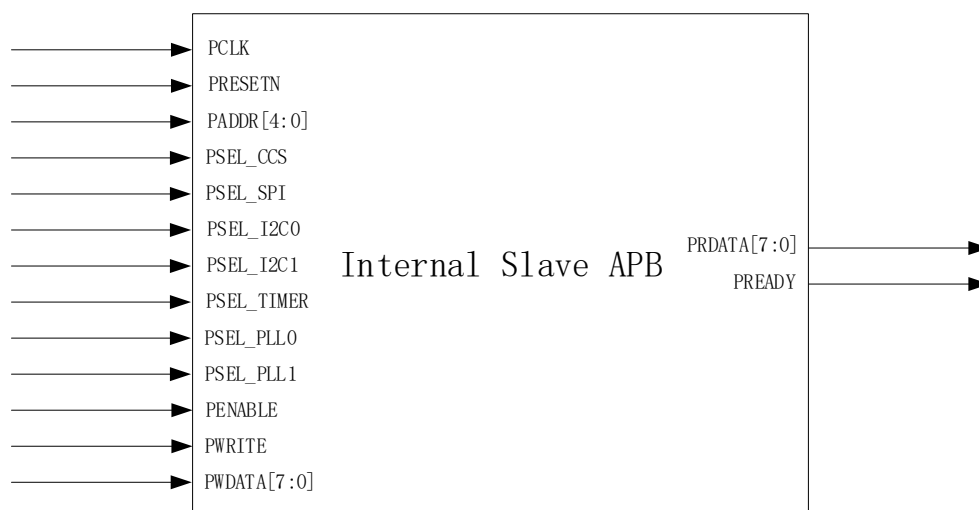 PCLK
PRESETN
PADDR[4:0]
PSEL_CCS
PSEL_SPI
PSEL_I2C0
PSEL_I2C1
PSEL_TIMER
PSEL_PLL0
PSEL_PLL1
PENABLE
PWRITE
PWDATA[7:0]
Internal Slave APB
PRDATA[7:0]
PREADY